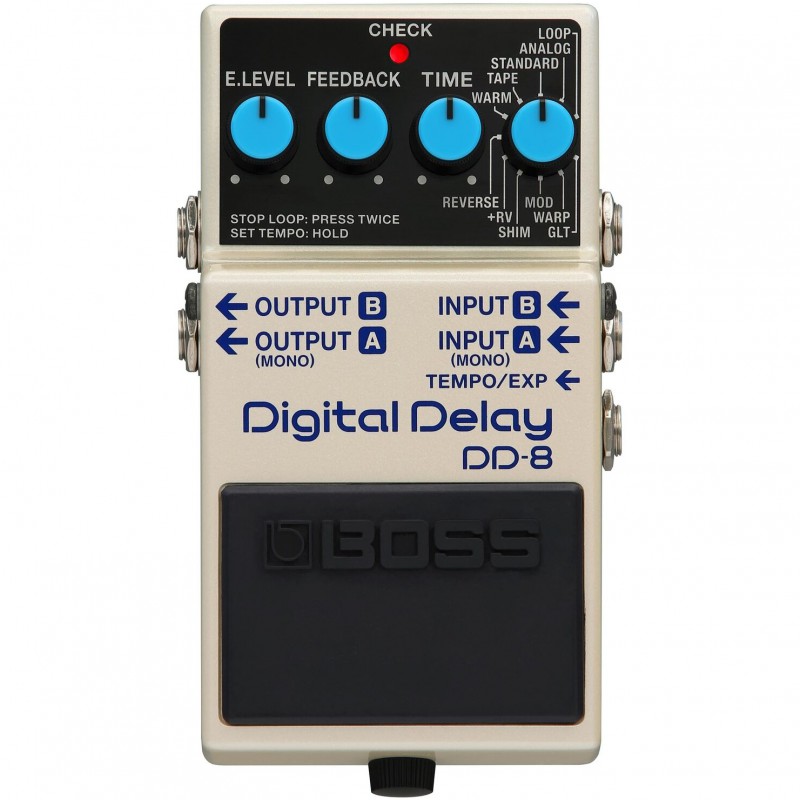 CHECK
E.LEVEL FEEDBACK TIME
LOOP
ANALOG
STANDARD
TAPE
WARM
REVERSE
+RV
SHIM
MOD
WARP
GLT
STOP LOOP: PRESS TWICE
SET TEMPO: HOLD
OUTPUT B
INPUT B
OUTPUT A
(MONO)
INPUT A
(MONO)
TEMPO/EXP
Digital Delay
DD-8
BOSS